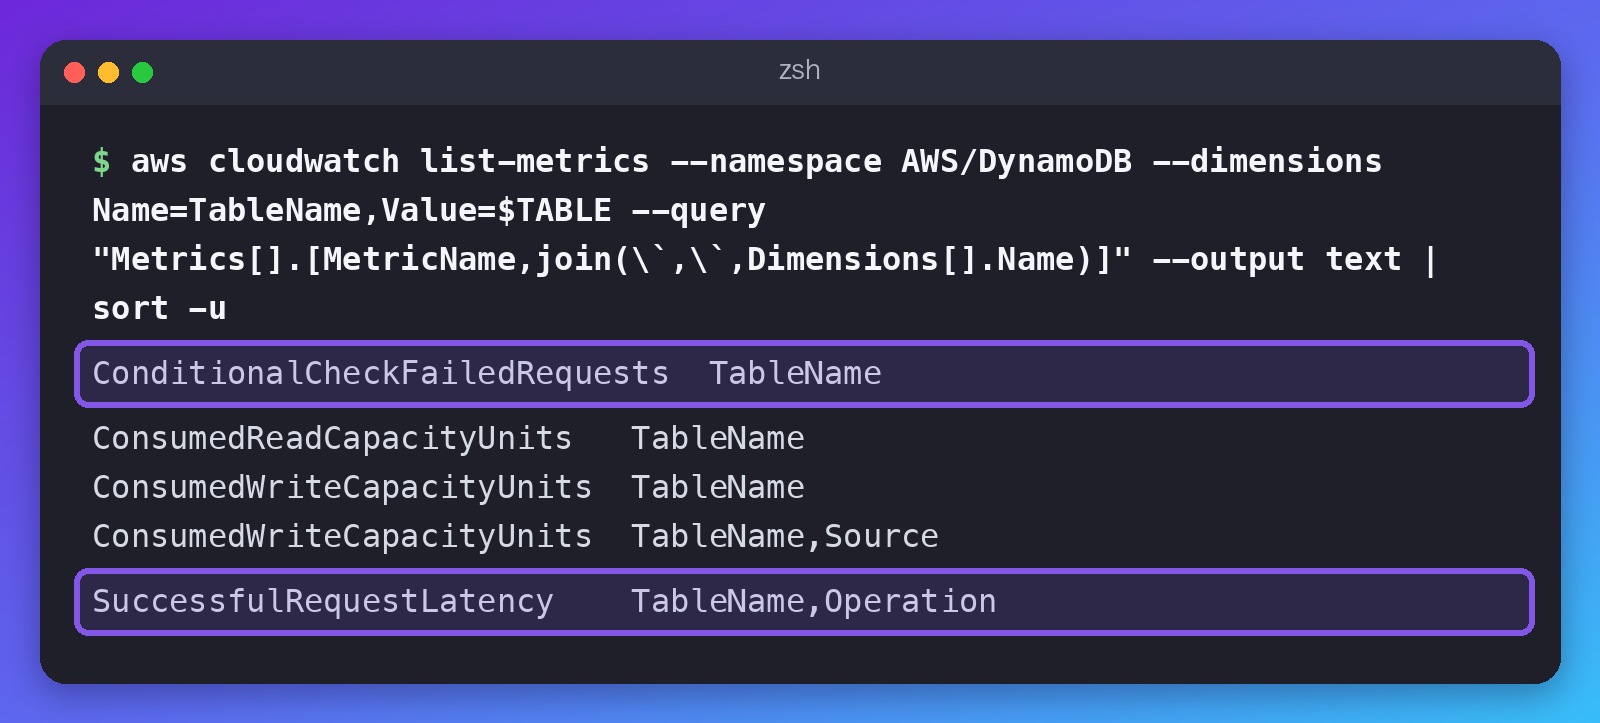 zsh
$ aws cloudwatch list-metrics --namespace AWS/DynamoDB --dimensions
Name=TableName,Value=$TABLE --query
"Metrics[].[MetricName,join(\`,\`,Dimensions[].Name)]" --output text |
sort -u
ConditionalCheckFailedRequests  TableName
ConsumedReadCapacityUnits   TableName
ConsumedWriteCapacityUnits  TableName
ConsumedWriteCapacityUnits  TableName,Source
SuccessfulRequestLatency    TableName,Operation